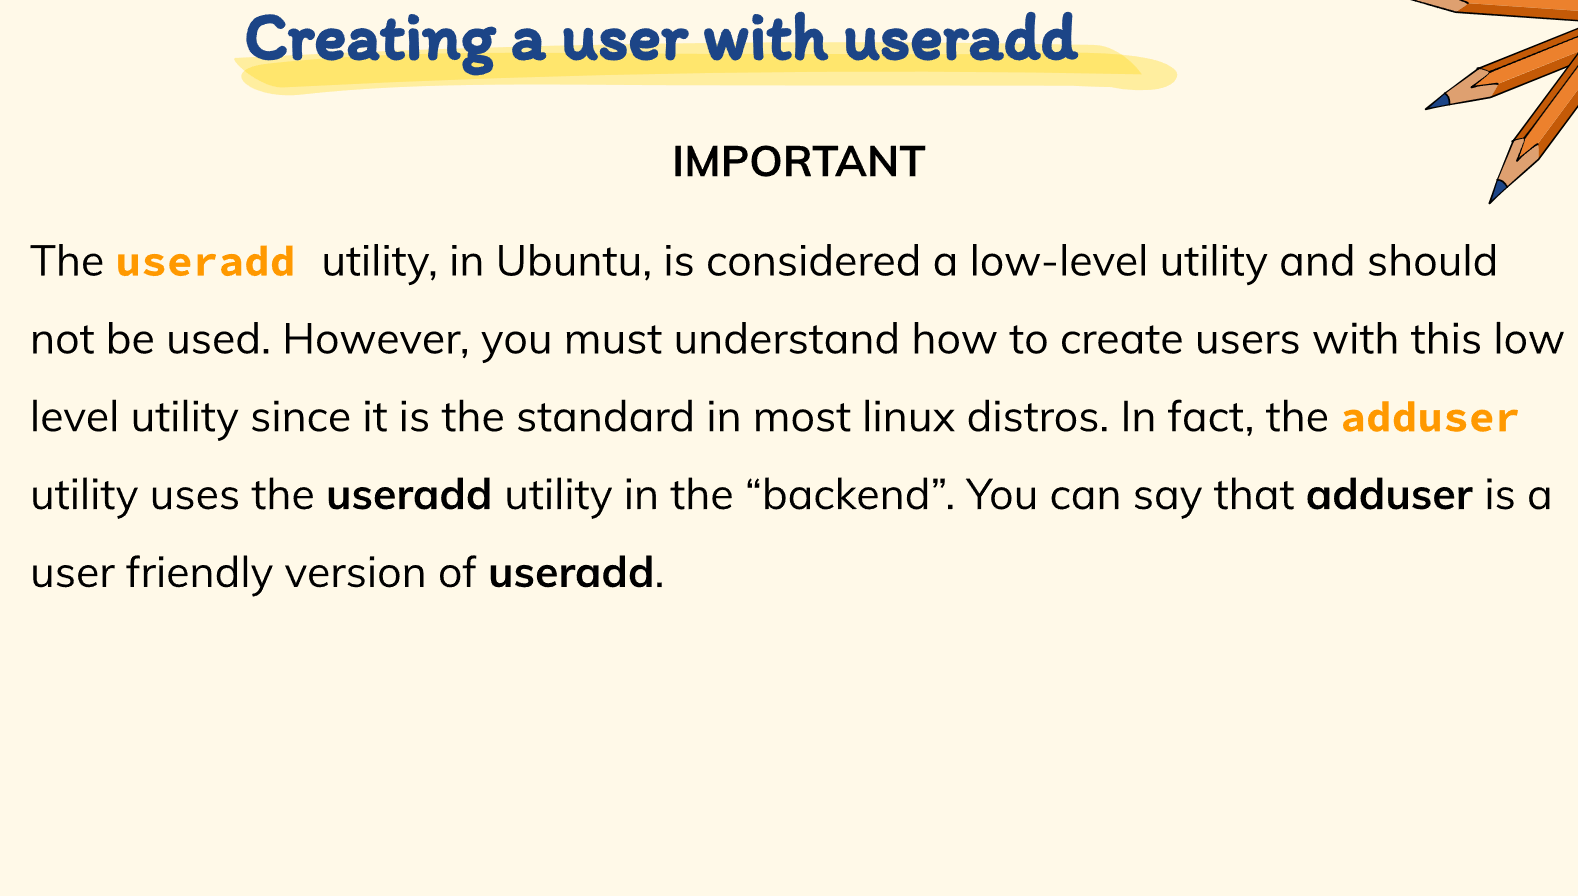 Creating a user with useradd
IMPORTANT
The useradd utility, in Ubuntu, is considered a low-level utility and should
not be used. However, you must understand how to create users with this low
level utility since it is the standard in most linux distros. In fact, the adduser
utility uses the useradd utility in the “backend”. You can say that adduser is a
user friendly version of useradd.